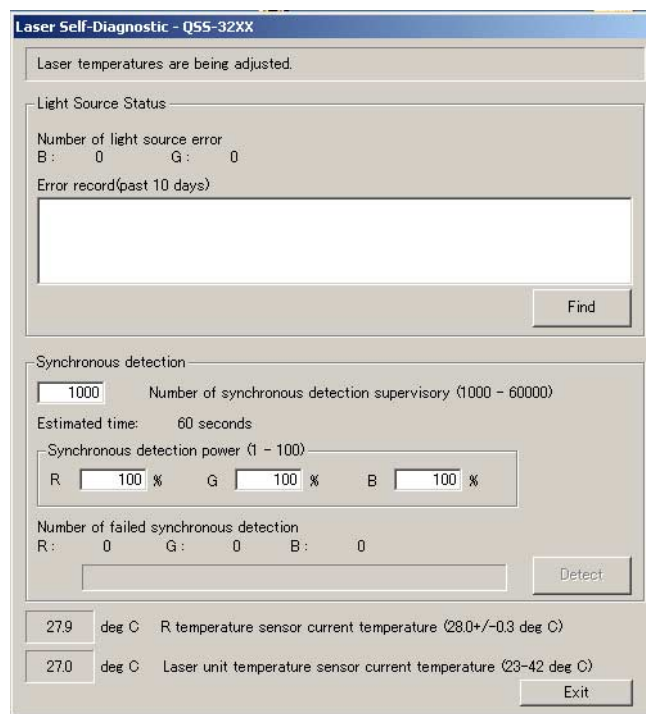 Laser Self-Diagnostic - QSS-32XX
Laser temperatures are being adjusted.
Light Source Status
Number of light source error
B : 0 G : 0
Error record(past 10 days)
Find
Synchronous detection
1000 Number of synchronous detection supervisory (1000 - 60000)
Estimated time: 60 seconds
Synchronous detection power (1 - 100)
R 100 % G 100 % B 100 %
Number of failed synchronous detection
R : 0 G : 0 B : 0
Detect
27.9 deg C R temperature sensor current temperature (28.0+/-0.3 deg C)
27.0 deg C Laser unit temperature sensor current temperature (23-42 deg C)
Exit